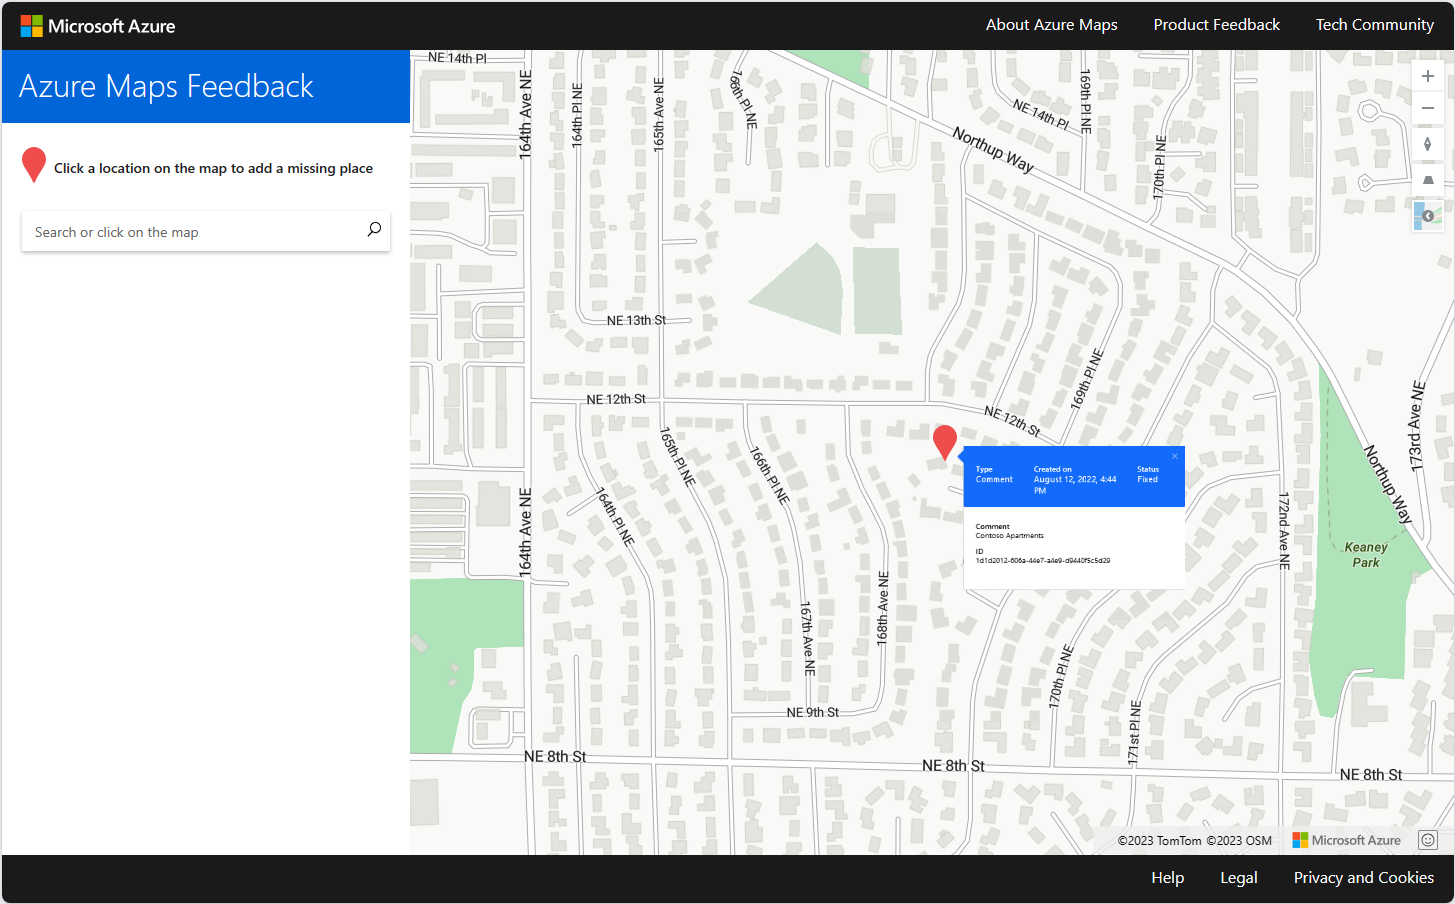 Microsoft Azure
About Azure Maps
Product Feedback
Tech Community
Azure Maps Feedback
Click a location on the map to add a missing place
Search or click on the map
NE 14th Pl
164th Ave NE
164th Pl NE
165th Ave NE
166th Pl NE
NE 14th Pl
169th Pl NE
Northup Way
170th Pl NE
NE 13th St
NE 12th St
169th Pl NE
NE 12th St
173rd Ave NE
165th Pl NE
166th Pl NE
Northup Way
164th Pl NE
164th Ave NE
172nd Ave NE
Type
Comment
Created on
August 12, 2022, 4:44
PM
Status
Fixed
Comment
Contoso Apartments
ID
1d1d2012-606a-44e7-a4e9-d9440f5c5d29
Keaney
Park
168th Ave NE
167th Ave NE
170th Pl NE
171st Pl NE
NE 9th St
NE 8th St
NE 8th St
NE 8th St
©2023 TomTom ©2023 OSM
Microsoft Azure
Help
Legal
Privacy and Cookies